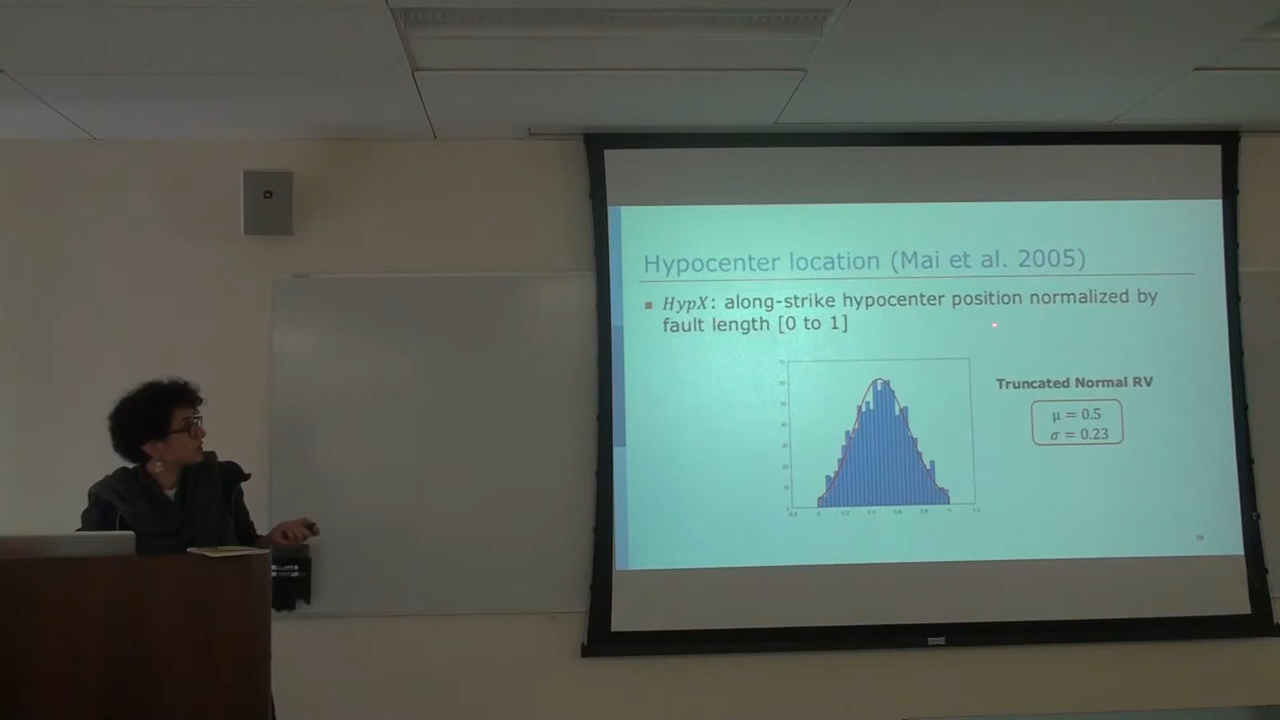 Hypocenter location (Mai et al. 2005)
HypX: along-strike hypocenter position normalized by
fault length [0 to 1]
Truncated Normal RV
μ = 0.5
σ = 0.23